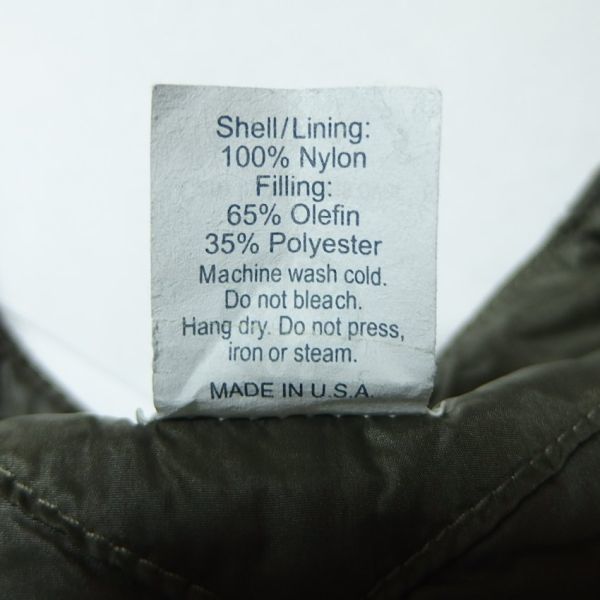 Shell/Lining:
100% Nylon
Filling:
65% Olefin
35% Polyester
Machine wash cold.
Do not bleach.
Hang dry. Do not press,
iron or steam.
MADE IN U.S.A.